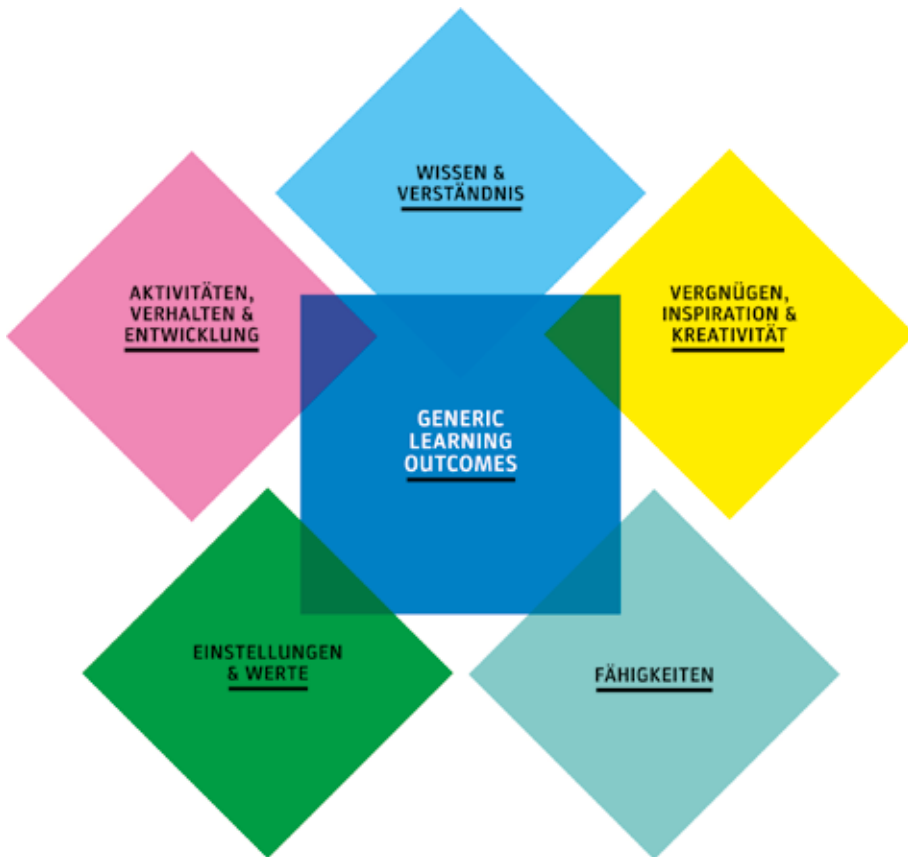 WISSEN &
VERSTÄNDNIS
AKTIVITÄTEN,
VERHALTEN &
ENTWICKLUNG
VERGNÜGEN,
INSPIRATION &
KREATIVITÄT
GENERIC
LEARNING
OUTCOMES
EINSTELLUNGEN
& WERTE
FÄHIGKEITEN